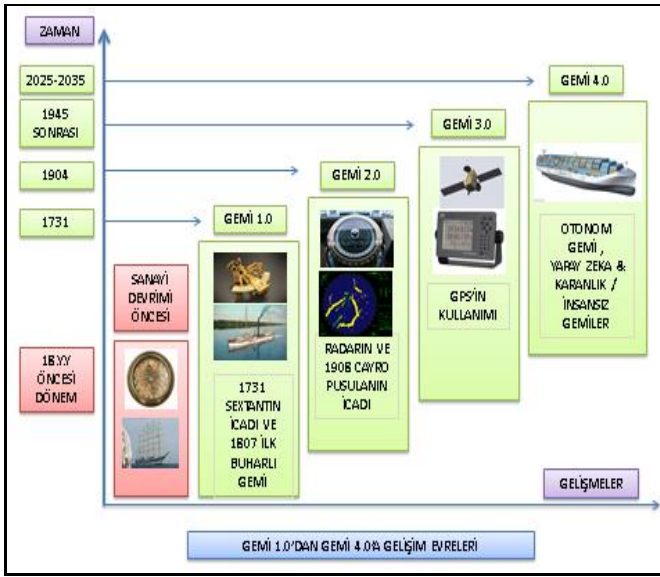 ZAMAN
2025-2035
GEMİ 4.0
1945
SONRASI
GEMİ 3.0
1904
GEMİ 2.0
1731
GEMİ 1.0
SANAYİ
DEVRİMİ
ÖNCESİ
18.YY
ÖNCESİ
DÖNEM
1731
SEXTANTIN
İCADI VE
1807 İLK
BUHARLI
GEMİ
RADARIN VE
1908 CAYRO
PUSULANIN
İCADI
GPS'İN
KULLANIMI
OTONOM
GEMİ ,
YAPAY ZEKA &
KARANLIK /
İNSANSIZ
GEMİLER
GELİŞMELER
GEMİ 1.0'DAN GEMİ 4.0'A GELİŞİM EVRELERİ